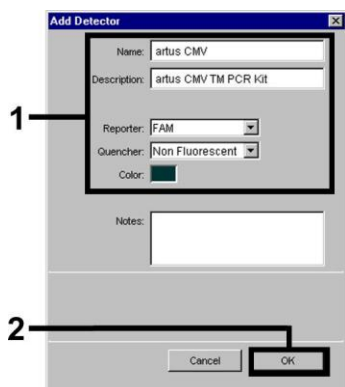 Add Detector
Name: artus CMV
Description: artus CMV TM PCR Kit
1
Reporter: FAM
Quencher: Non Fluorescent
Color:
Notes:
2
Cancel OK